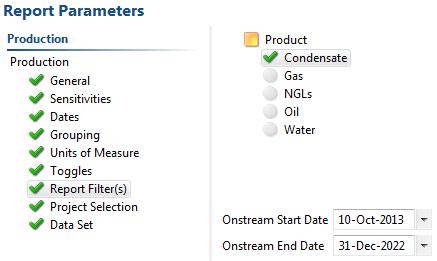 Report Parameters
Production
Production
General
Sensitivities
Dates
Grouping
Units of Measure
Toggles
Report Filter(s)
Project Selection
Data Set
Product
Condensate
Gas
NGLs
Oil
Water
Onstream Start Date 10-Oct-2013
Onstream End Date 31-Dec-2022